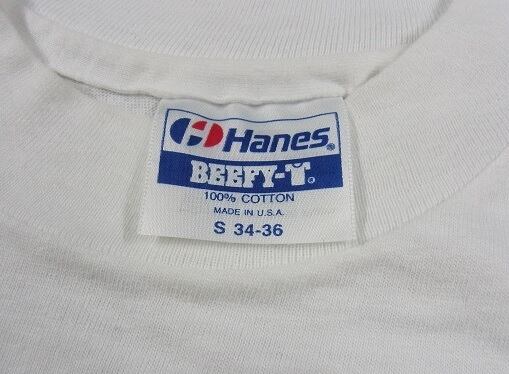 Hanes®
BEEFY-T®
100% COTTON
MADE IN U.S.A.
S 34-36